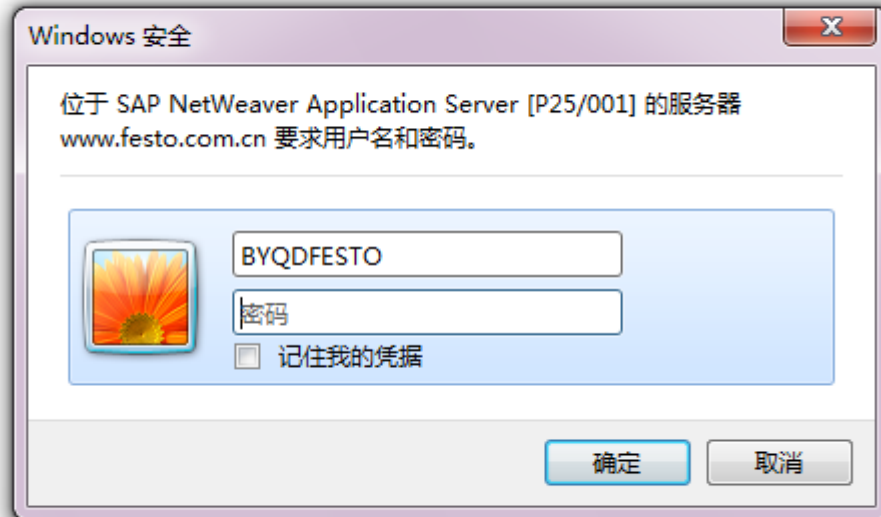 Windows 安全
位于 SAP NetWeaver Application Server [P25/001] 的服务器
www.festo.com.cn 要求用户名和密码。
BYQDFESTO
密码
记住我的凭据
确定
取消